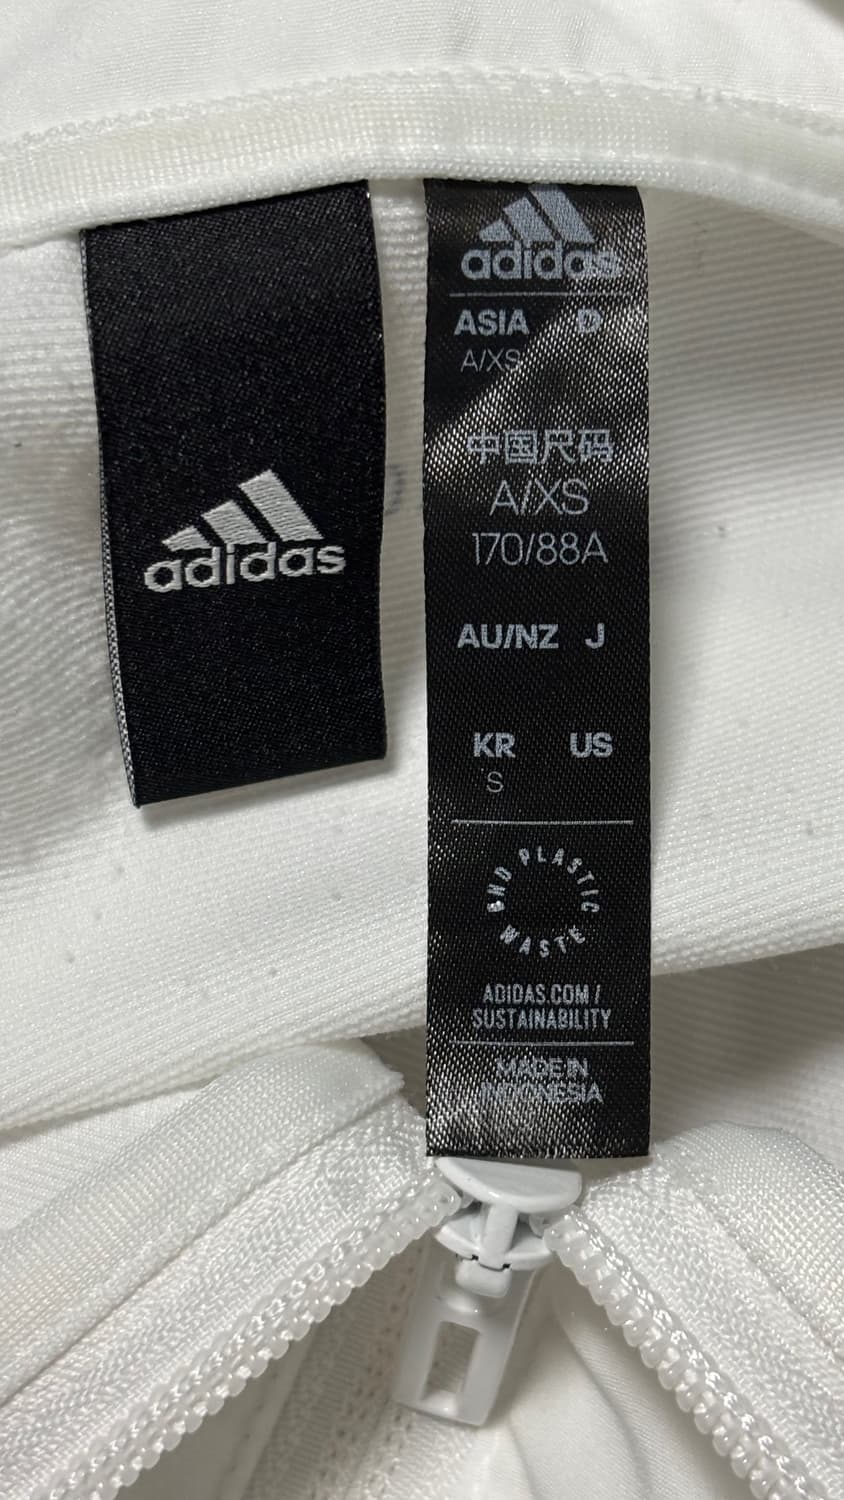 adidas
adidas
ASIA D
A/XS
中国尺码
A/XS
170/88A
AU/NZ J
KR US
S
END PLASTIC WASTE
ADIDAS.COM /
SUSTAINABILITY
MADE IN
INDONESIA